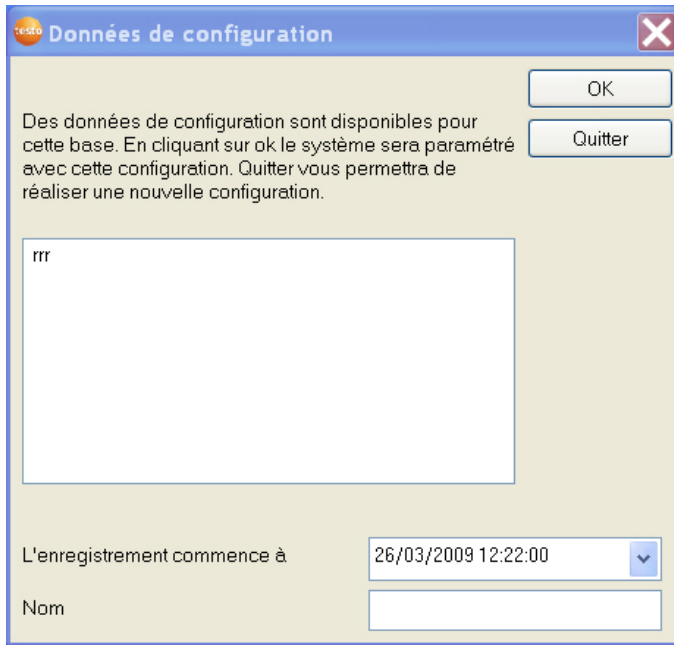 testo Données de configuration
OK
Des données de configuration sont disponibles pour
cette base. En cliquant sur ok le système sera paramétré
Quitter
avec cette configuration. Quitter vous permettra de
réaliser une nouvelle configuration.
rrr
L'enregistrement commence à 26/03/2009 12:22:00
Nom